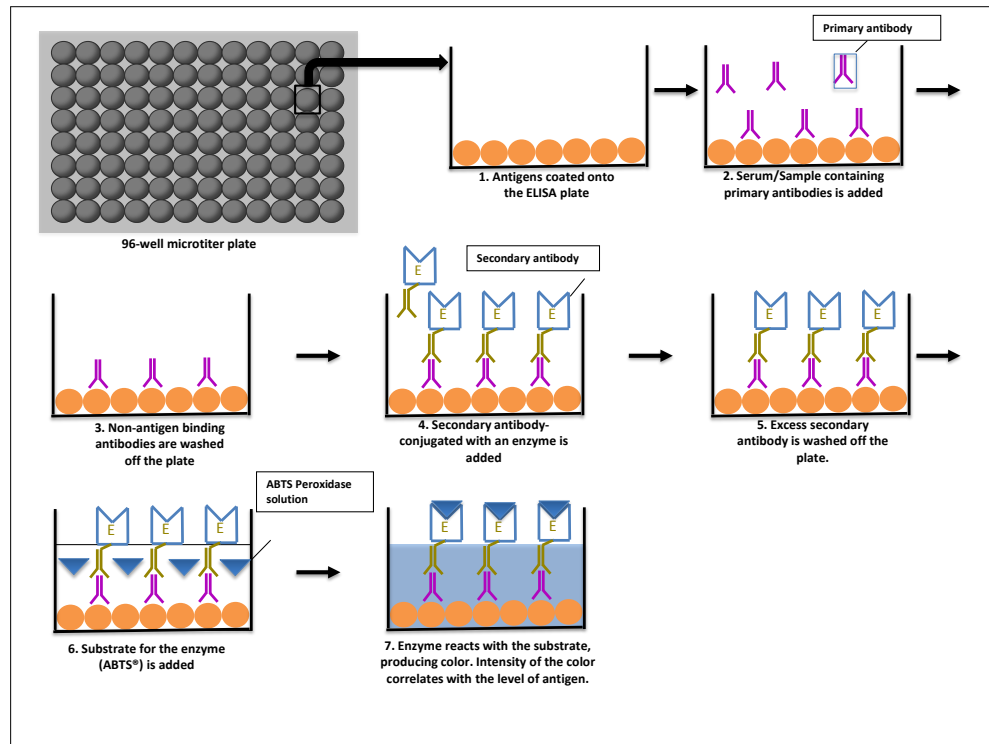 Primary antibody
1. Antigens coated onto
the ELISA plate
2. Serum/Sample containing
primary antibodies is added
96-well microtiter plate
Secondary antibody
E
E
E
E
E
E
E
3. Non-antigen binding
antibodies are washed
off the plate
4. Secondary antibody-
conjugated with an enzyme is
added
5. Excess secondary
antibody is washed off the
plate.
ABTS Peroxidase
solution
E
E
E
E
E
E
6. Substrate for the enzyme
(ABTS®) is added
7. Enzyme reacts with the substrate,
producing color. Intensity of the color
correlates with the level of antigen.